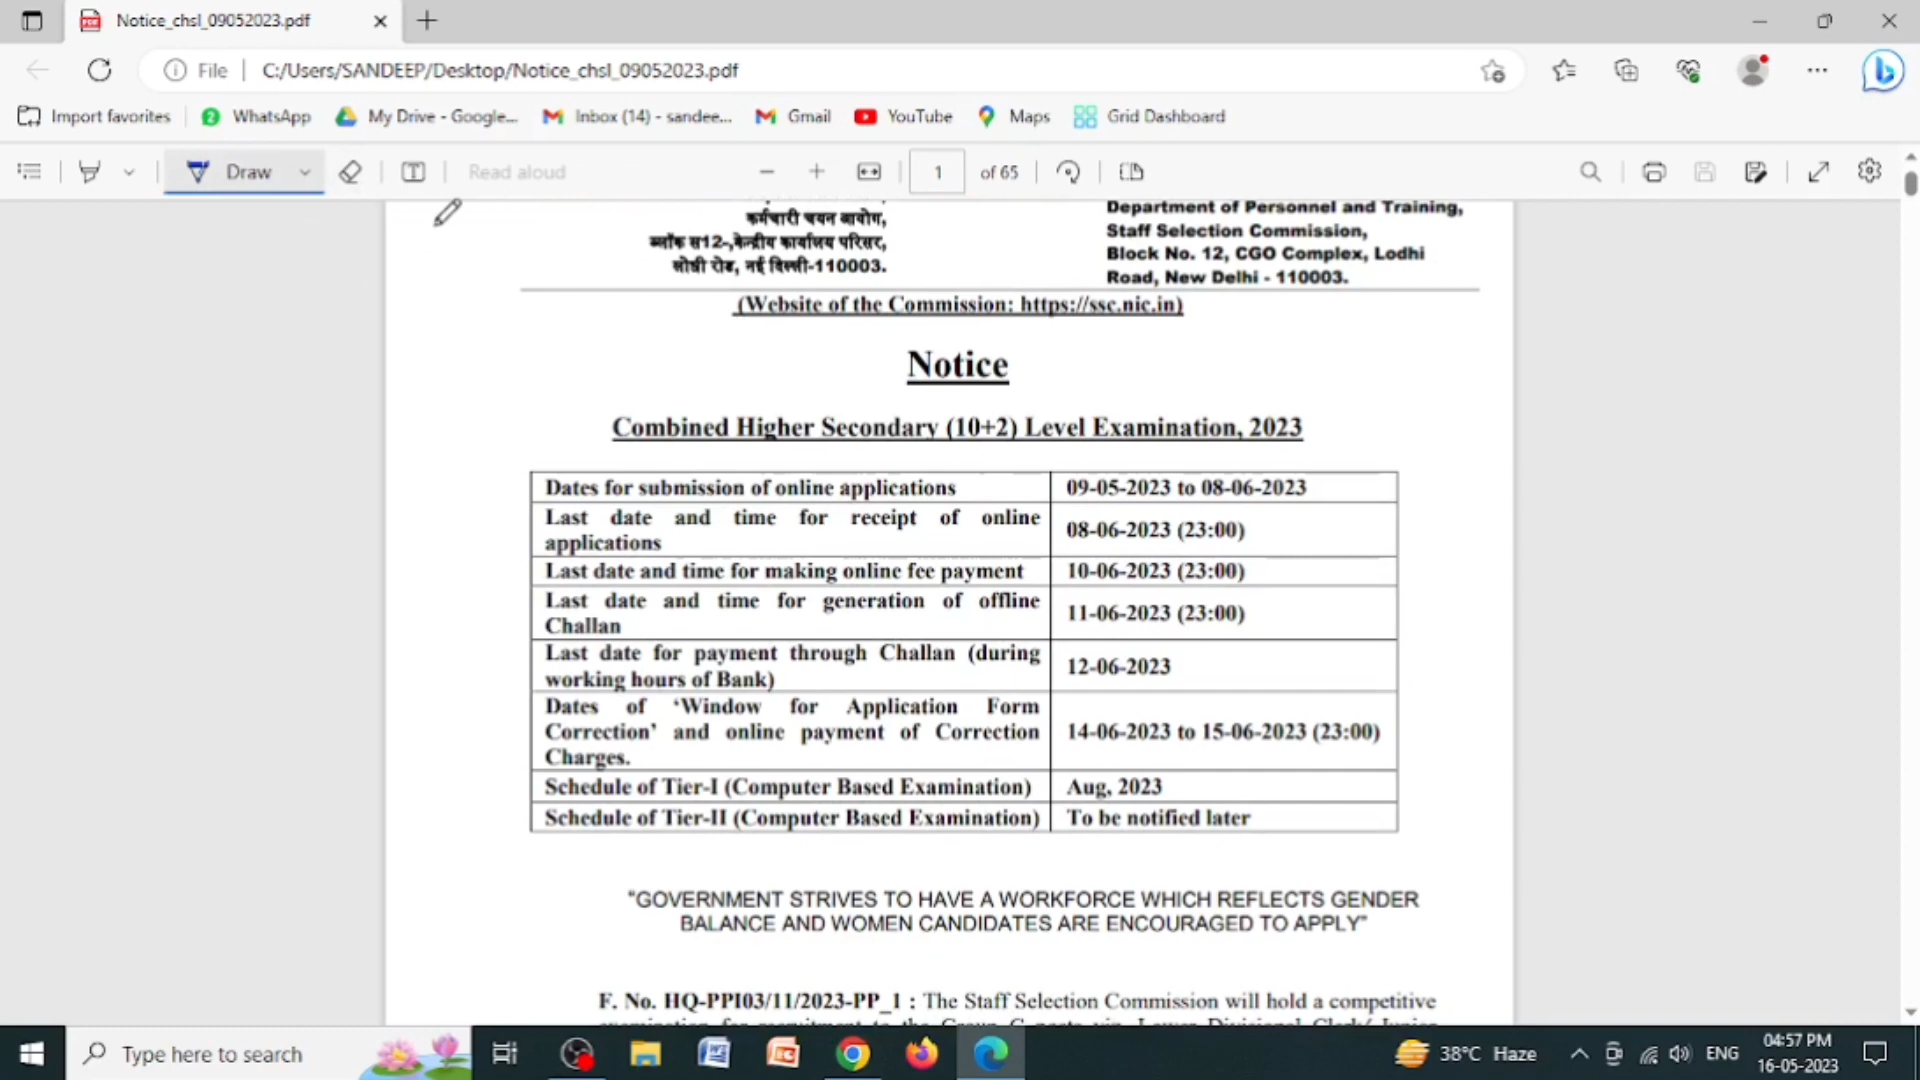 Notice_chsl_09052023.pdf
File
C:/Users/SANDEEP/Desktop/Notice_chsl_09052023.pdf
Import favorites
WhatsApp
My Drive - Google...
Inbox (14) - sandee...
Gmail
YouTube
Maps
Grid Dashboard
Draw
Read aloud
1 of 65
कर्मचारी चयन आयोग,
ब्लॉक स12-,केन्द्रीय कार्यालय परिसर,
लोधी रोड, नई दिल्ली-110003.
Department of Personnel and Training,
Staff Selection Commission,
Block No. 12, CGO Complex, Lodhi
Road, New Delhi - 110003.
(Website of the Commission: https://ssc.nic.in)
Notice
Combined Higher Secondary (10+2) Level Examination, 2023
Dates for submission of online applications 09-05-2023 to 08-06-2023
Last date and time for receipt of online
applications
08-06-2023 (23:00)
Last date and time for making online fee payment 10-06-2023 (23:00)
Last date and time for generation of offline
Challan
11-06-2023 (23:00)
Last date for payment through Challan (during
working hours of Bank)
12-06-2023
Dates of ‘Window for Application Form
Correction’ and online payment of Correction
Charges.
14-06-2023 to 15-06-2023 (23:00)
Schedule of Tier-I (Computer Based Examination) Aug, 2023
Schedule of Tier-II (Computer Based Examination) To be notified later
"GOVERNMENT STRIVES TO HAVE A WORKFORCE WHICH REFLECTS GENDER
BALANCE AND WOMEN CANDIDATES ARE ENCOURAGED TO APPLY"
F. No. HQ-PPI03/11/2023-PP_1 : The Staff Selection Commission will hold a competitive
Type here to search
38°C Haze
ENG
04:57 PM
16-05-2023